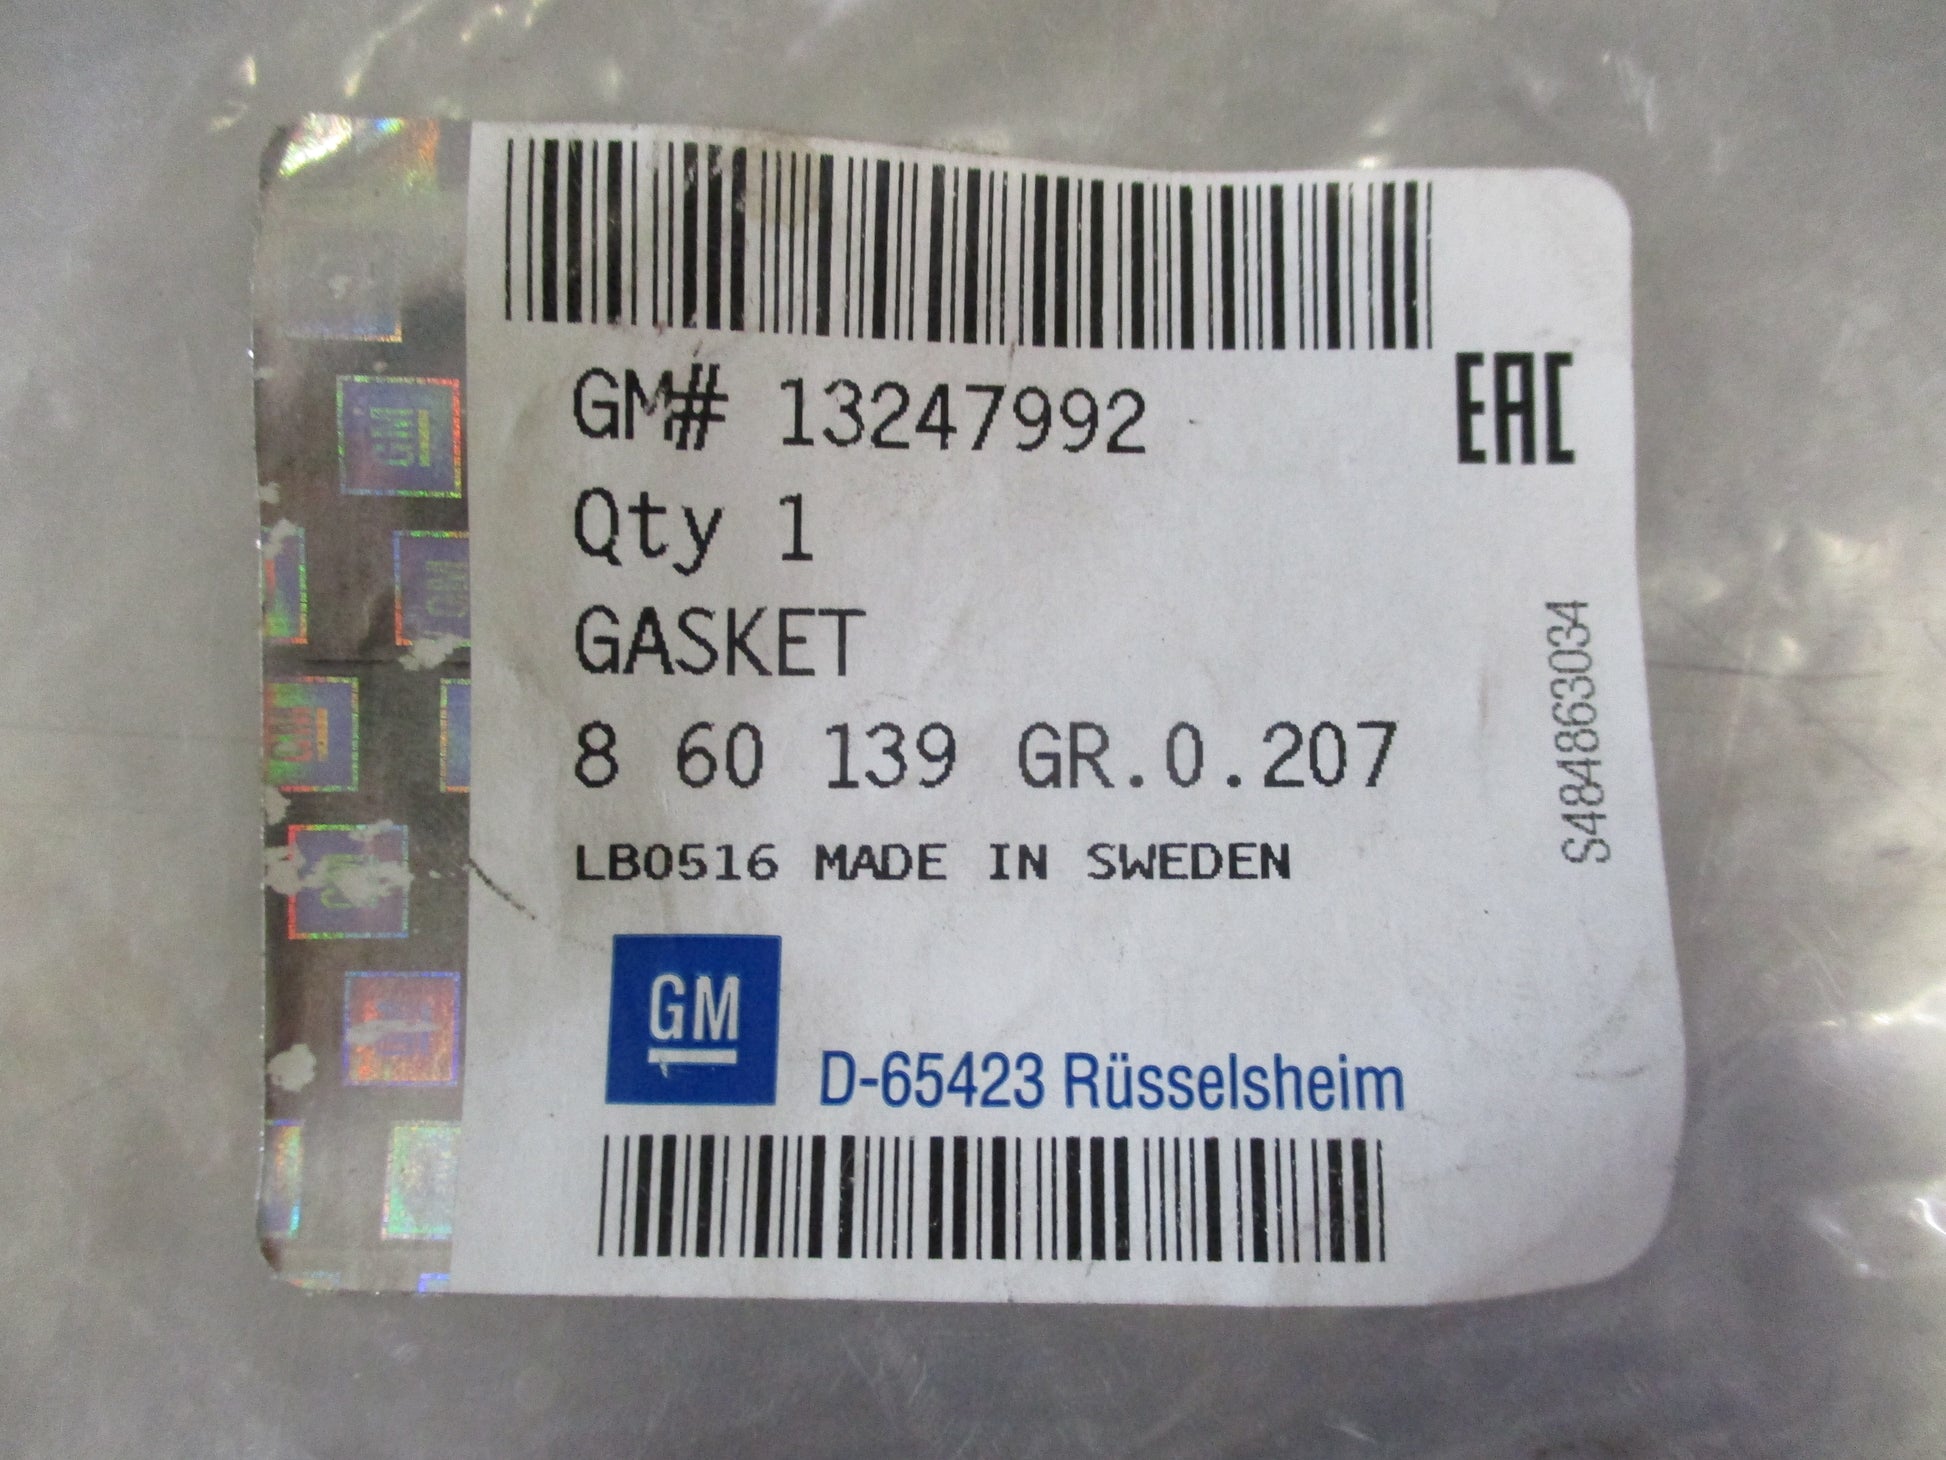 GM# 13247992
EAC
Qty 1
GASKET
8 60 139 GR.0.207
LB0516 MADE IN SWEDEN
S484863034
GM
D-65423 Rüsselsheim